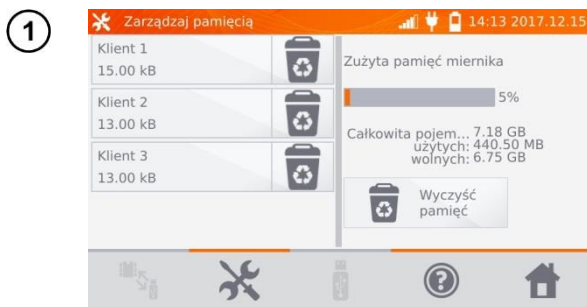 1
Zarządzaj pamięcią
14:13 2017.12.15
Klient 1
15.00 kB
Klient 2
13.00 kB
Klient 3
13.00 kB
Zużyta pamięć miernika
5%
Całkowita pojem... 7.18 GB
użytych: 440.50 MB
wolnych: 6.75 GB
Wyczyść
pamięć